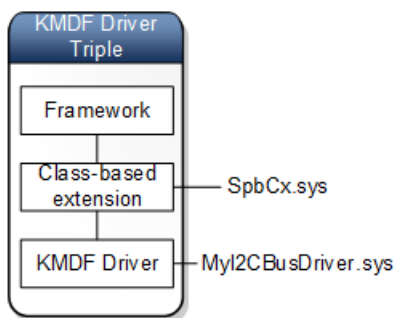 KMDF Driver
Triple
Framework
Class-based
extension
SpbCx.sys
KMDF Driver
MyI2CBusDriver.sys